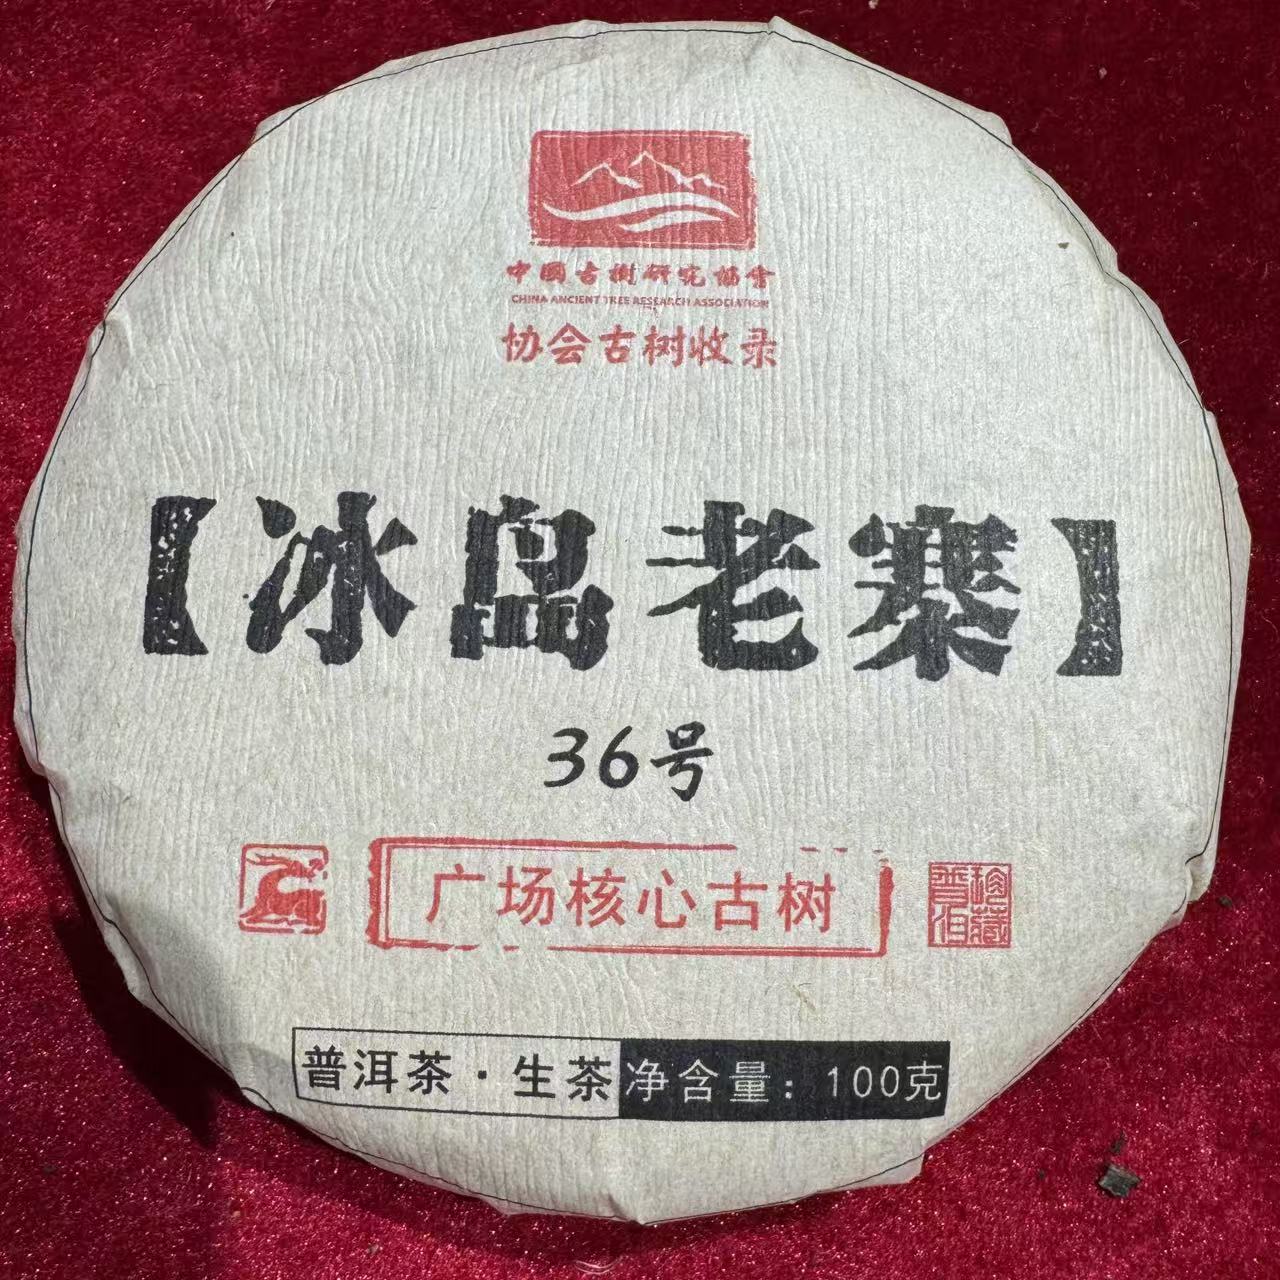 中國古樹研究協會
CHINA ANCIENT TREE RESEARCH ASSOCIATION
协会古树收录
【冰岛老寨】
36号
广场核心古树
普洱茶·生茶 净含量：100克